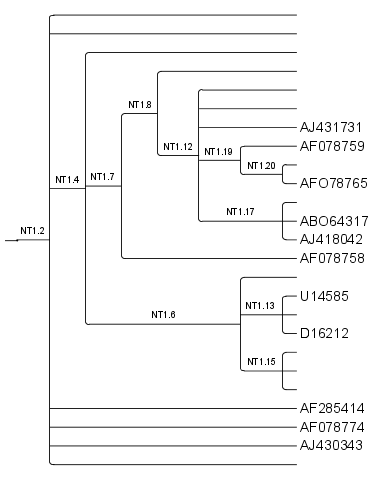 NT1.8
AJ431731
AF078759
NT1.12
NT1.19
NT1.20
NT1.4
NT1.7
AFO78765
NT1.17
ABO64317
NT1.2
AJ418042
AF078758
U14585
NT1.13
NT1.6
D16212
NT1.15
AF285414
AF078774
AJ430343